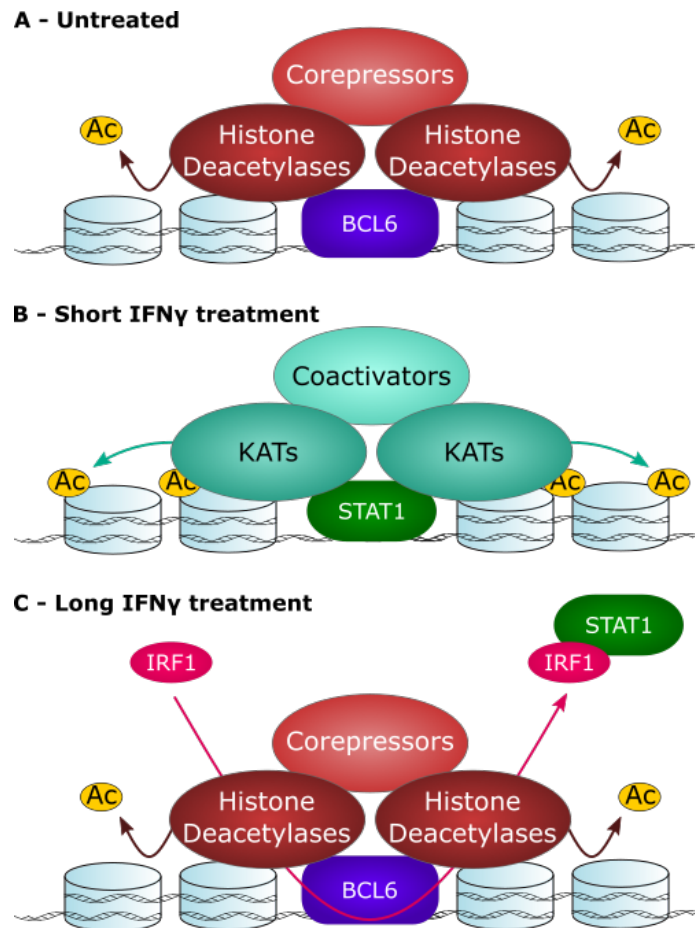 A - Untreated
Corepressors
Ac
Histone
Deacetylases
Histone
Deacetylases
Ac
BCL6
B - Short IFNγ treatment
Coactivators
KATs
KATs
Ac
Ac
Ac
Ac
STAT1
C - Long IFNγ treatment
STAT1
IRF1
IRF1
Corepressors
Ac
Histone
Deacetylases
Histone
Deacetylases
Ac
BCL6